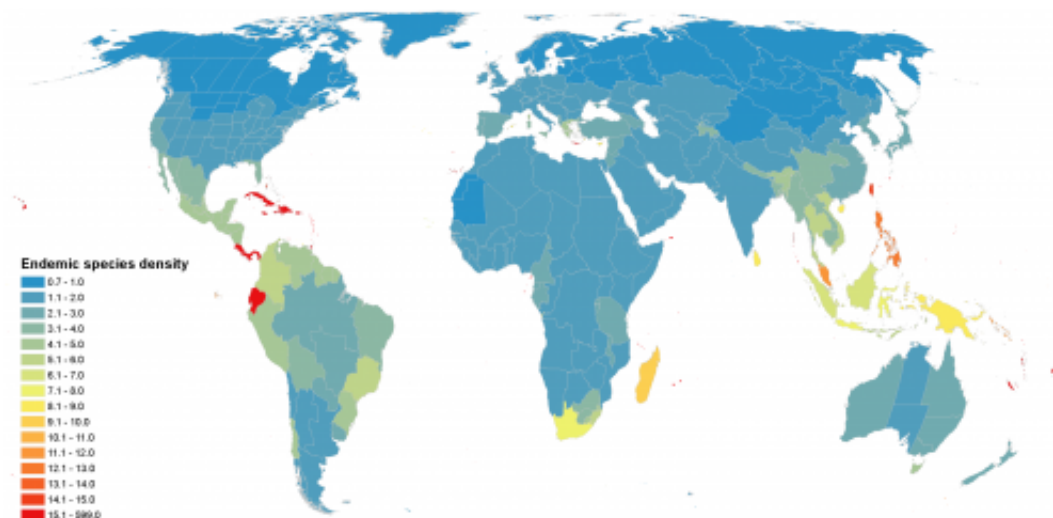 Endemic species density
0.7 - 1.0
1.1 - 2.0
2.1 - 3.0
3.1 - 4.0
4.1 - 5.0
5.1 - 6.0
6.1 - 7.0
7.1 - 8.0
8.1 - 9.0
9.1 - 10.0
10.1 - 11.0
11.1 - 12.0
12.1 - 13.0
13.1 - 14.0
14.1 - 15.0
15.1 - 599.0